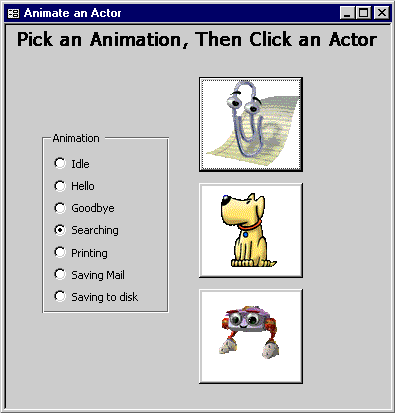 Animate an Actor
Pick an Animation, Then Click an Actor
Animation
Idle
Hello
Goodbye
Searching
Printing
Saving Mail
Saving to disk